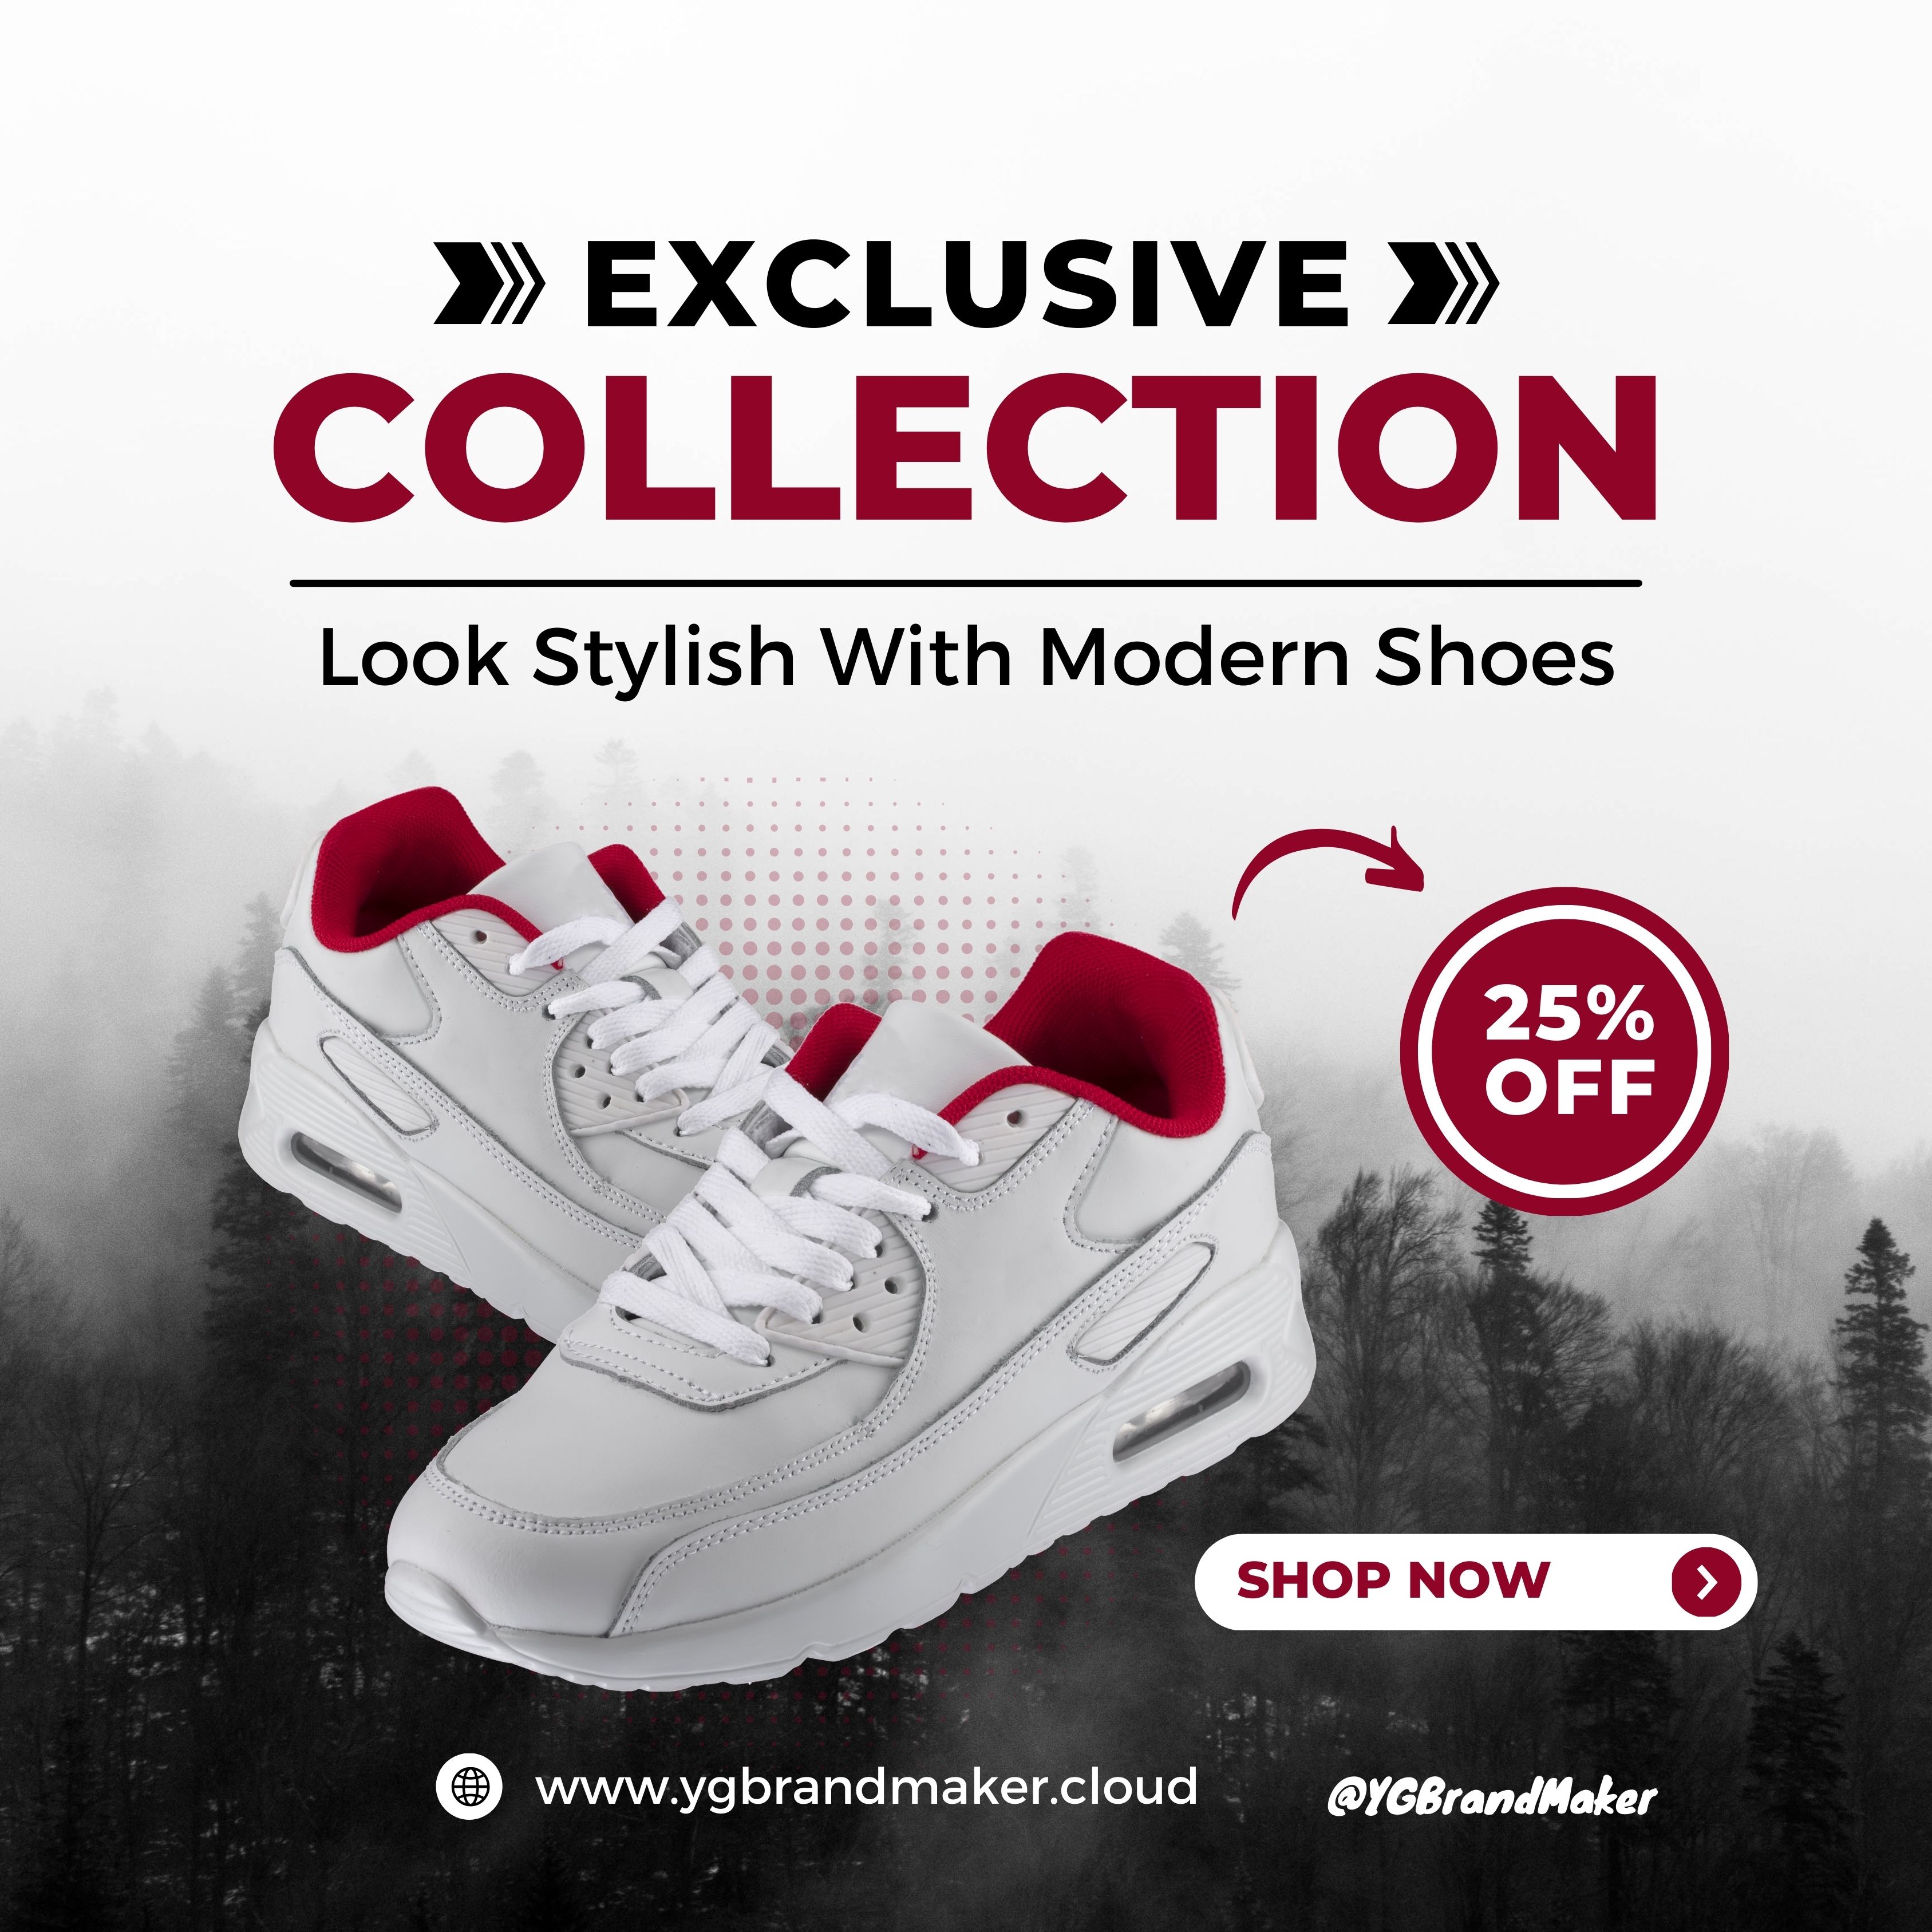 EXCLUSIVE
COLLECTION
Look Stylish With Modern Shoes
25%
OFF
SHOP NOW
www.ygbrandmaker.cloud
@YGBrandMaker